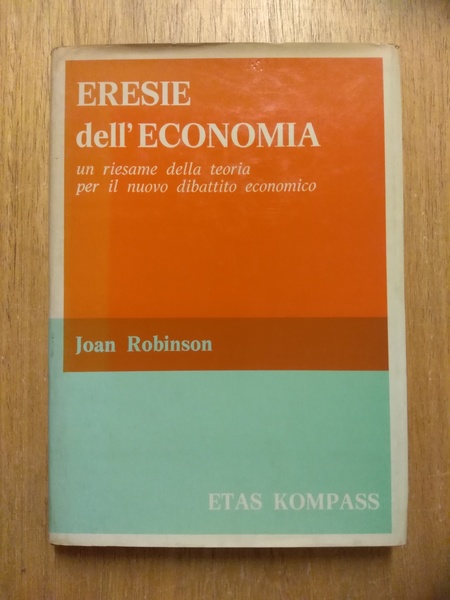 ERESIE
dell'ECONOMIA
un riesame della teoria
per il nuovo dibattito economico
Joan Robinson
ETAS KOMPASS